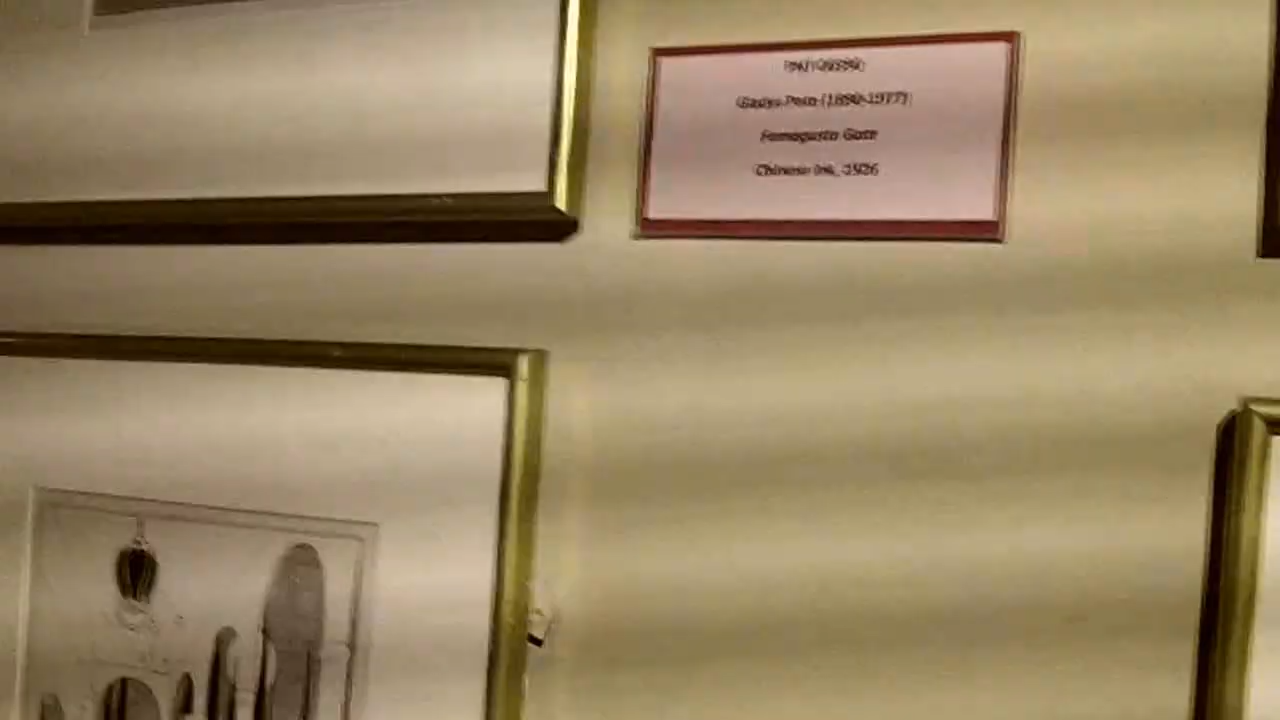 Gladys Peto (1890-1977)
Famagusta Gate
Chinese Ink, 1926